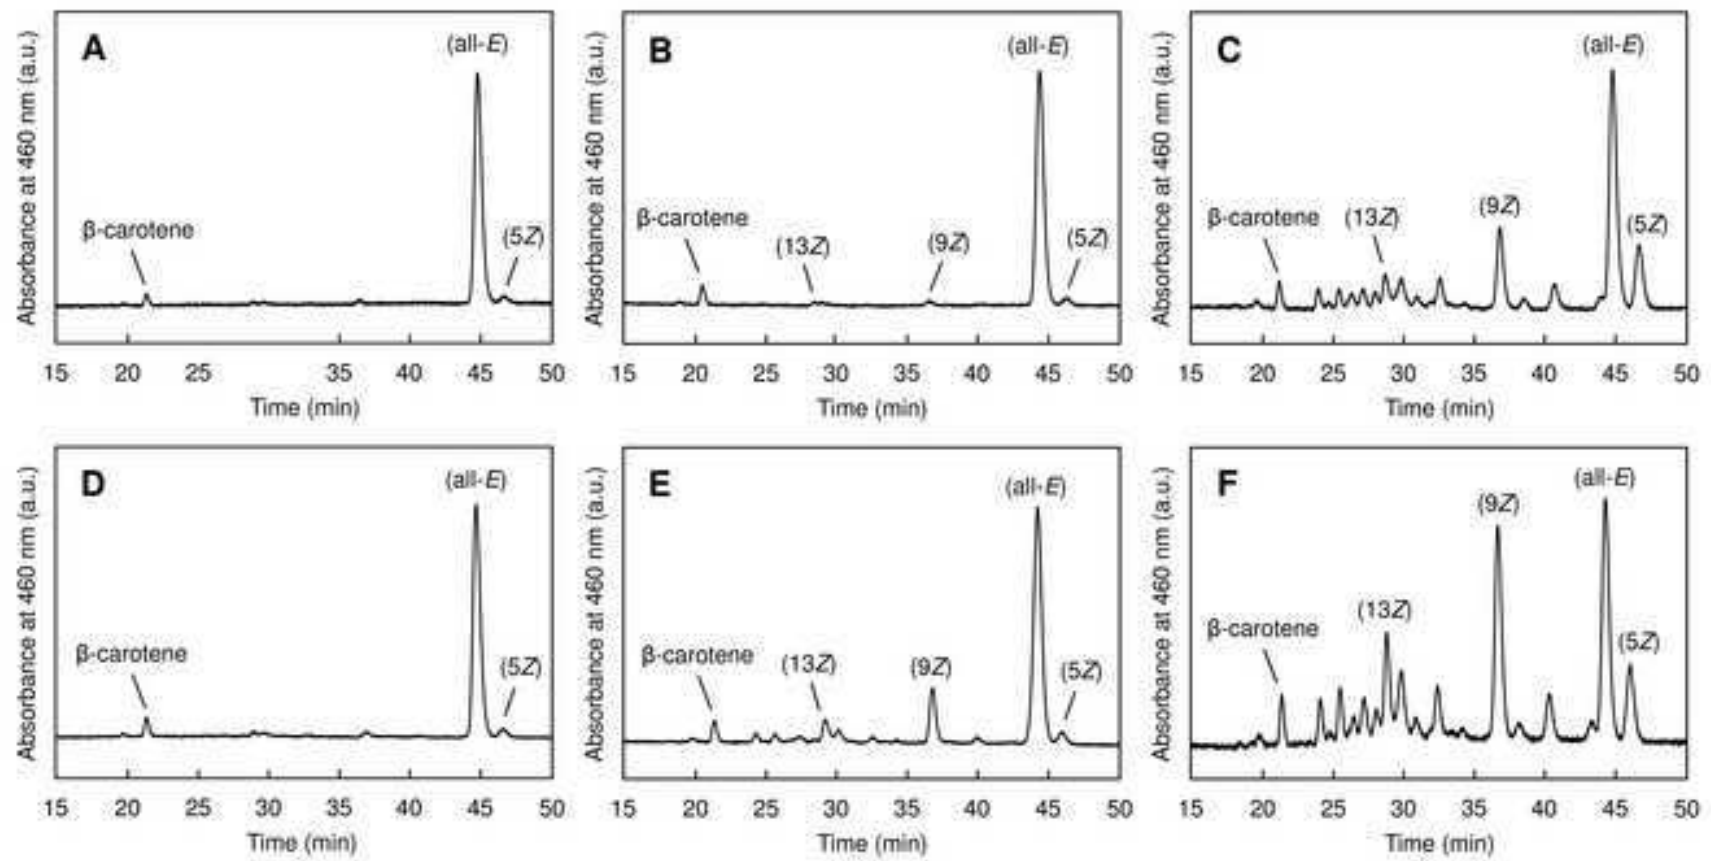 A
(all-E)
β-carotene
(5Z)
Absorbance at 460 nm (a.u.)
15 20 25 35 40 45 50
Time (min)
B
(all-E)
β-carotene
(13Z)
(9Z)
(5Z)
Absorbance at 460 nm (a.u.)
15 20 25 35 40 45 50
Time (min)
C
(all-E)
β-carotene
(13Z)
(9Z)
(5Z)
Absorbance at 460 nm (a.u.)
15 20 25 30 35 40 45 50
Time (min)
D
(all-E)
β-carotene
(5Z)
Absorbance at 460 nm (a.u.)
15 20 25 30 35 40 45 50
Time (min)
E
(all-E)
β-carotene
(13Z)
(9Z)
(5Z)
Absorbance at 460 nm (a.u.)
15 20 25 30 35 40 45 50
Time (min)
F
(all-E)
(9Z)
(13Z)
β-carotene
(5Z)
Absorbance at 460 nm (a.u.)
15 20 25 30 35 40 45 50
Time (min)